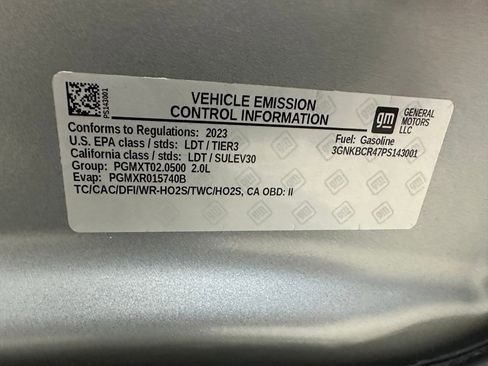 PS143001
VEHICLE EMISSION
CONTROL INFORMATION
gm
GENERAL
MOTORS
LLC
Conforms to Regulations: 2023
U.S. EPA class / stds: LDT / TIER3
California class / stds: LDT / SULEV30
Group: PGMXT02.0500 2.0L
Evap: PGMXR015740B
TC/CAC/DFI/WR-HO2S/TWC/HO2S, CA OBD: II
Fuel: Gasoline
3GNKBCR47PS143001